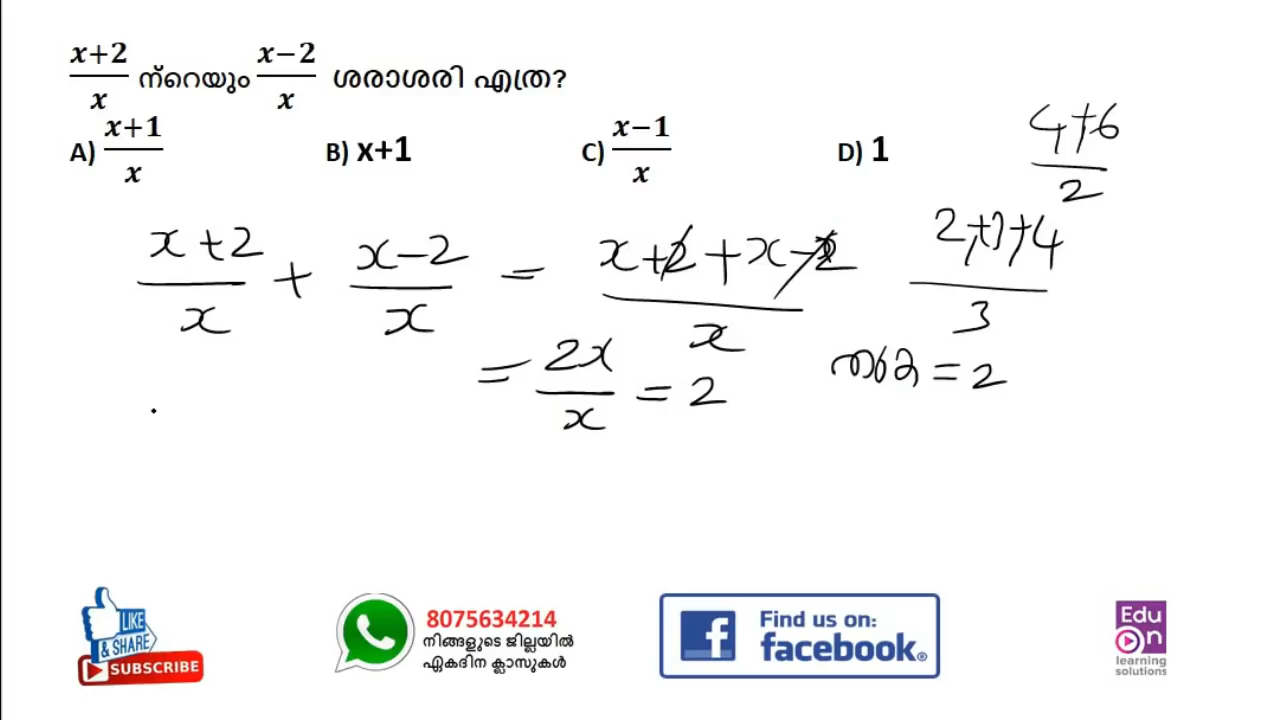 x+2/x ന്റെയും x−2/x ശരാശരി എത്ര?
A) x+1/x B) x+1 C) x−1/x D) 1
4+6/2
x+2/x + x−2/x = x+2+x−2/x
2+1+4/3
= 2x/x = 2
തുക = 2
LIKE & SHARE
SUBSCRIBE
8075634214
നിങ്ങളുടെ ജില്ലയിൽ
ഏകദിന ക്ലാസുകൾ
Find us on:
facebook®
Edu
On
learning
solutions